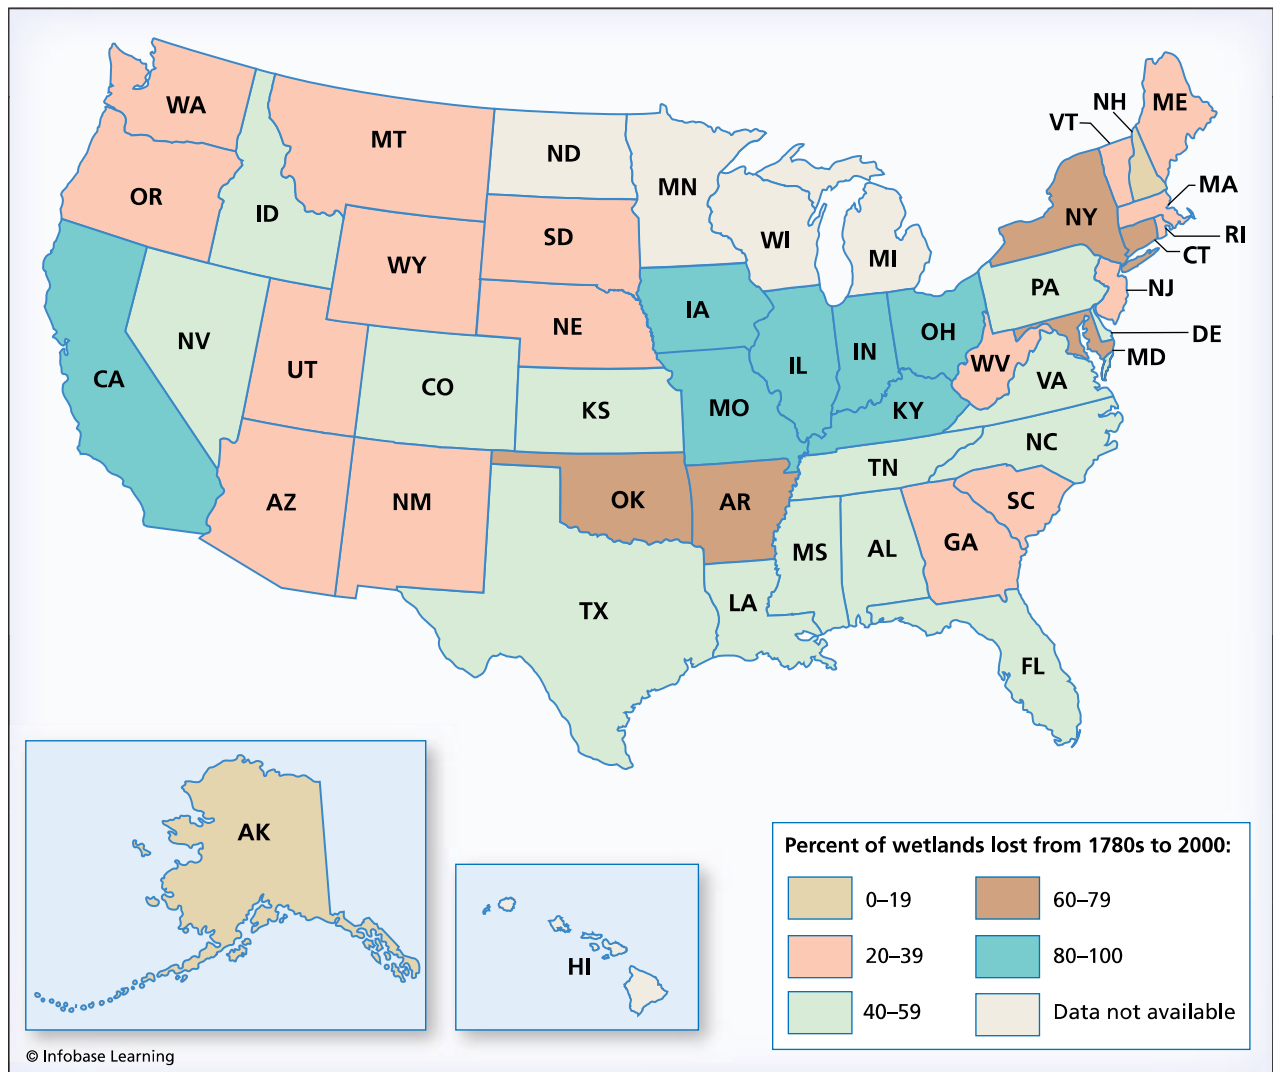 WA
MT
ND
MN
NH
ME
VT
OR
ID
SD
WI
MI
NY
MA
RI
CT
WY
IA
PA
NJ
NV
NE
OH
DE
CA
UT
CO
KS
MO
IL
IN
KY
WV
VA
MD
NC
TN
AZ
NM
OK
AR
SC
GA
MS
AL
TX
LA
FL
AK
HI
Percent of wetlands lost from 1780s to 2000:
0–19
60–79
20–39
80–100
40–59
Data not available
© Infobase Learning